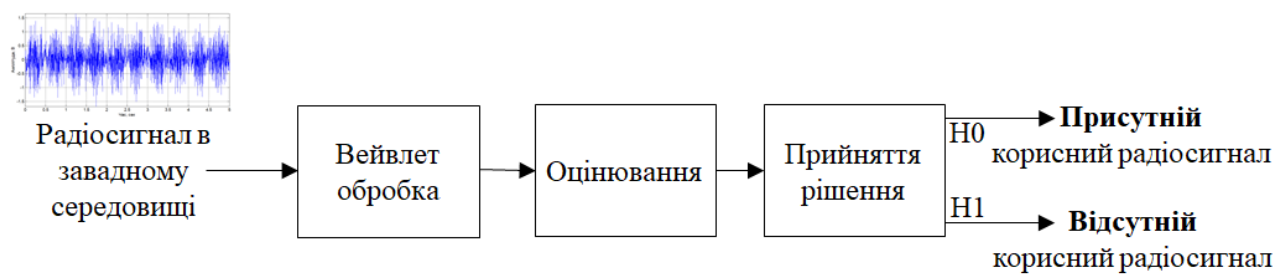 Радіосигнал в
завадному
середовищі
Вейвлет
обробка
Оцінювання
Прийняття
рішення
H0
Присутній
корисний радіосигнал
H1
Відсутній
корисний радіосигнал